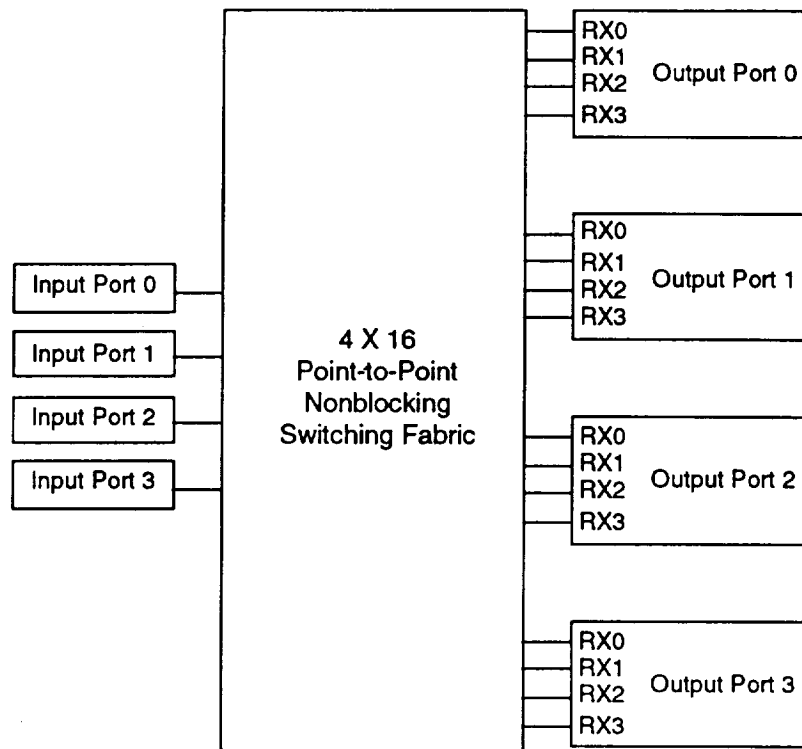 Input Port 0
Input Port 1
Input Port 2
Input Port 3
4 X 16
Point-to-Point
Nonblocking
Switching Fabric
RX0
RX1
RX2
RX3
Output Port 0
RX0
RX1
RX2
RX3
Output Port 1
RX0
RX1
RX2
RX3
Output Port 2
RX0
RX1
RX2
RX3
Output Port 3